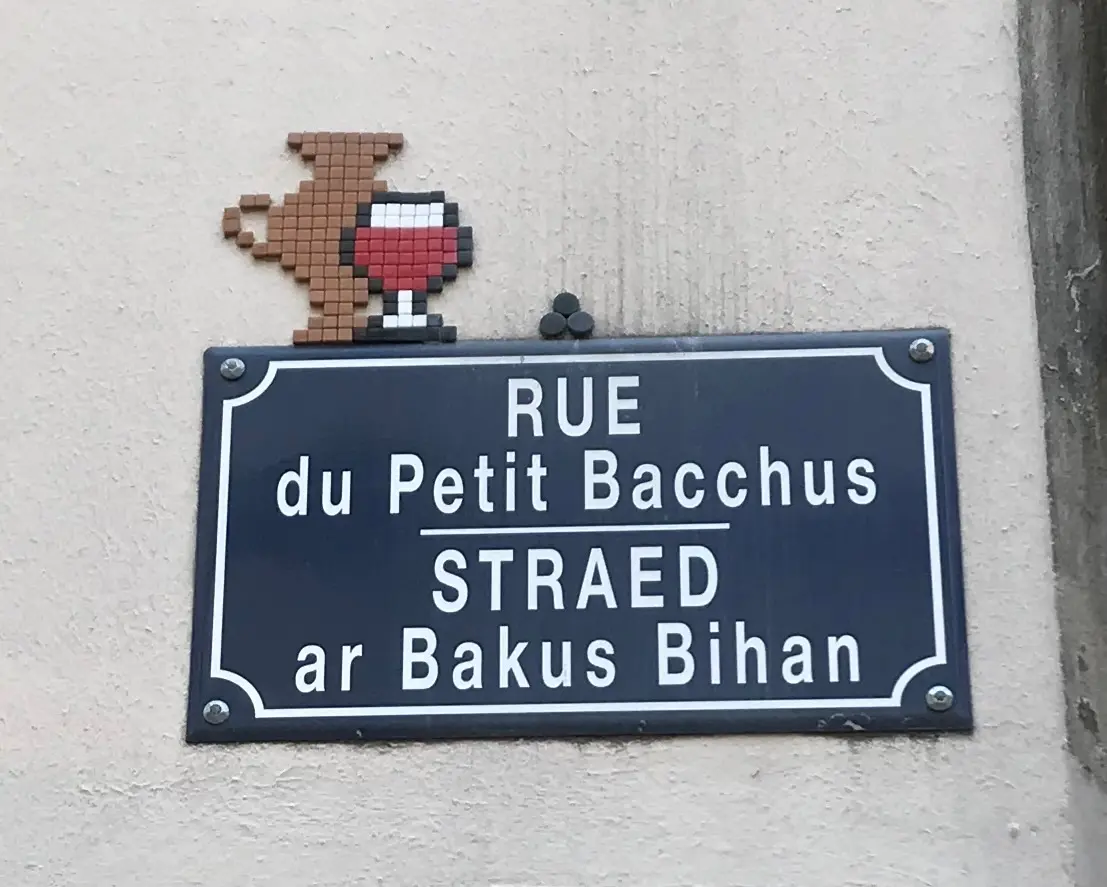 RUE
du Petit Bacchus
STRAED
ar Bakus Bihan